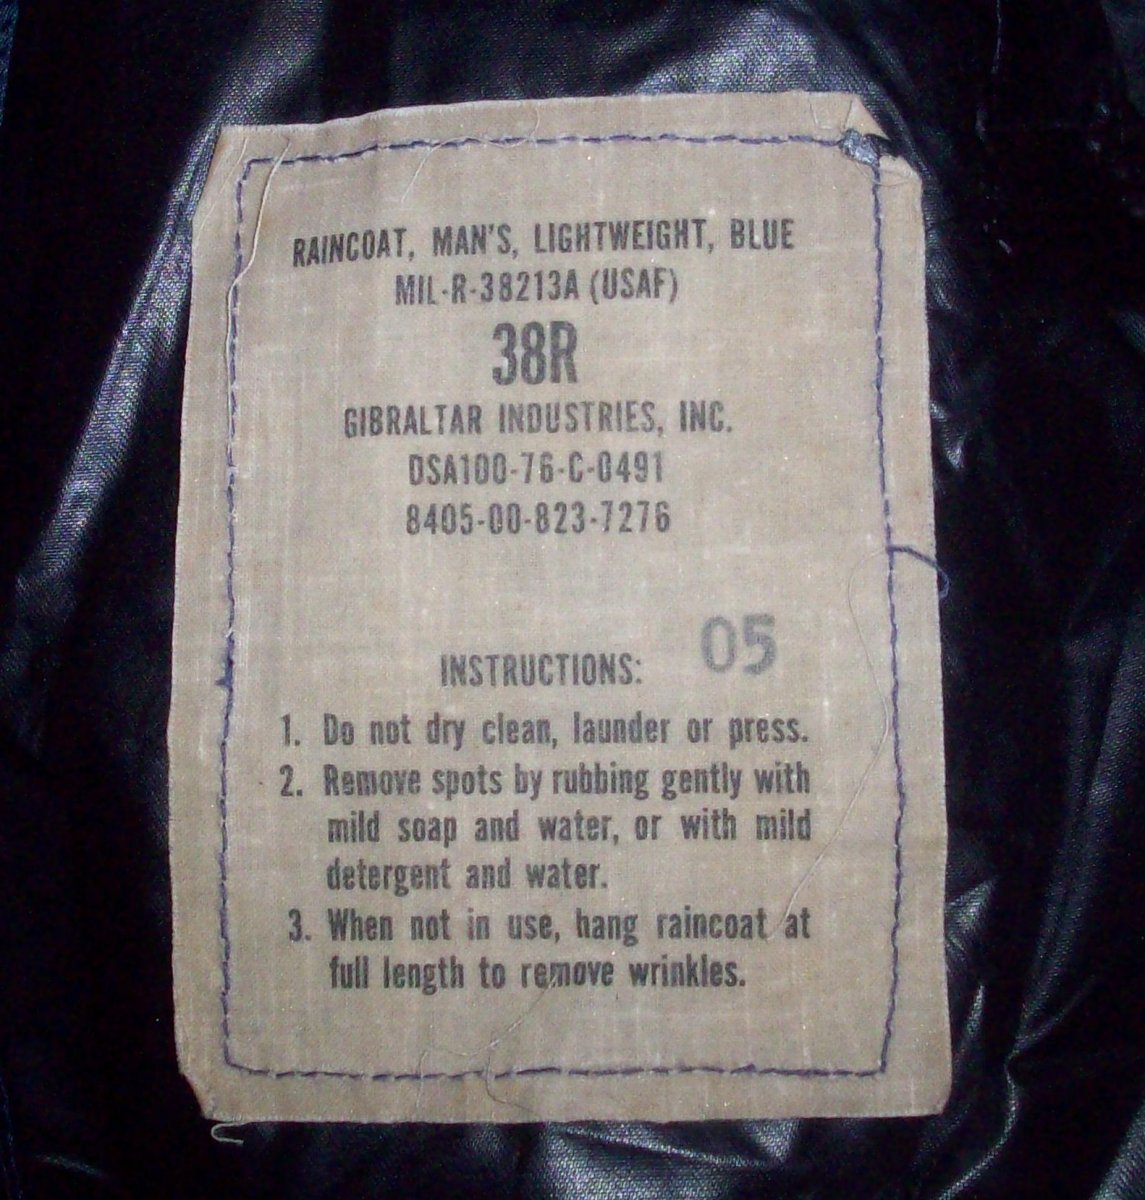 RAINCOAT, MAN'S, LIGHTWEIGHT, BLUE
MIL-R-38213A (USAF)
38R
GIBRALTAR INDUSTRIES, INC.
DSA100-76-C-0491
8405-00-823-7276
05
INSTRUCTIONS:
1. Do not dry clean, launder or press.
2. Remove spots by rubbing gently with
mild soap and water, or with mild
detergent and water.
3. When not in use, hang raincoat at
full length to remove wrinkles.